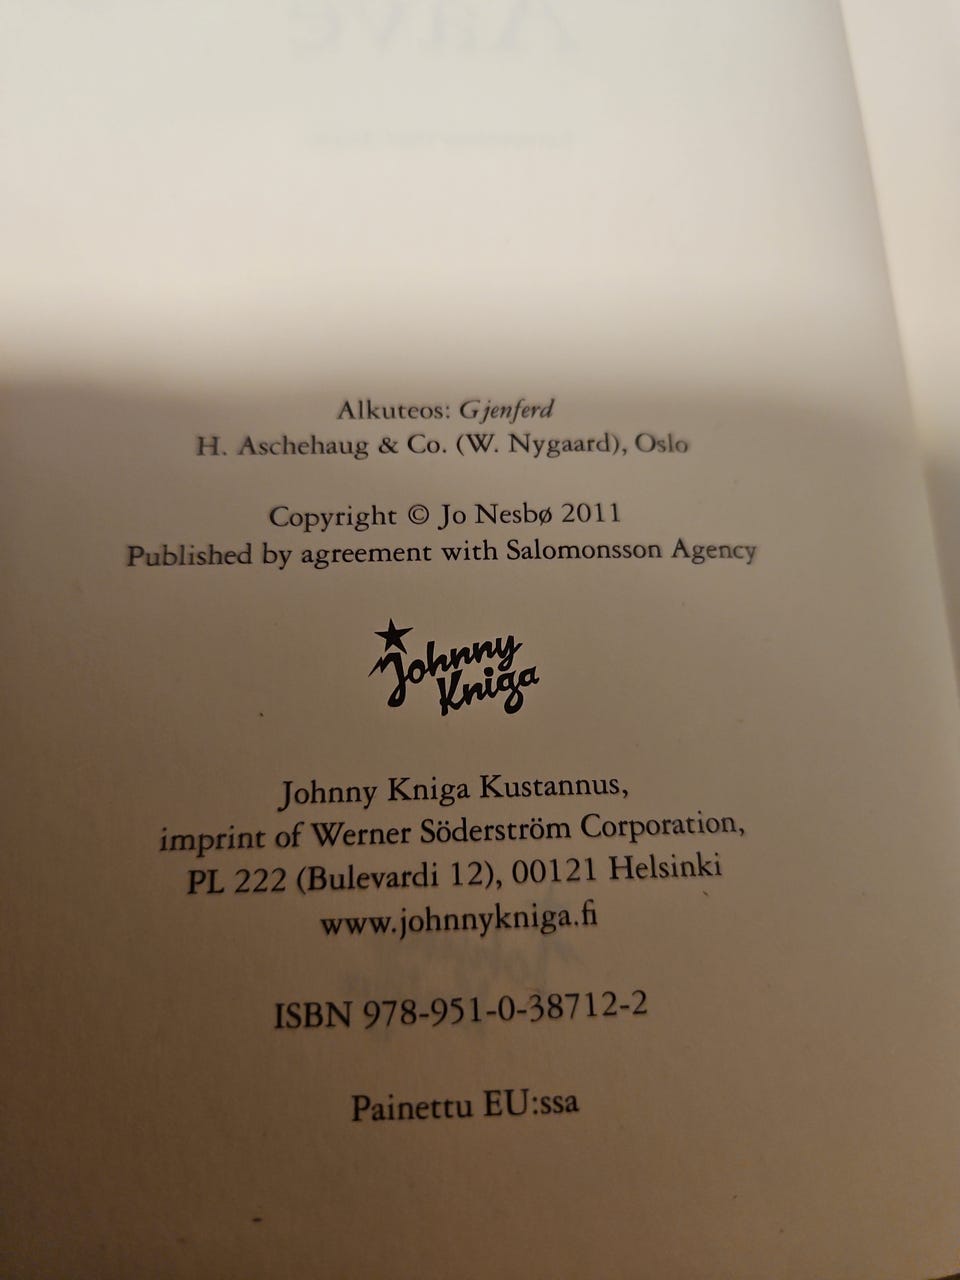 Alkuteos: Gjenferd
H. Aschehaug & Co. (W. Nygaard), Oslo
Copyright © Jo Nesbø 2011
Published by agreement with Salomonsson Agency
Johnny
Kniga
Johnny Kniga Kustannus,
imprint of Werner Söderström Corporation,
PL 222 (Bulevardi 12), 00121 Helsinki
www.johnnykniga.fi
ISBN 978-951-0-38712-2
Painettu EU:ssa